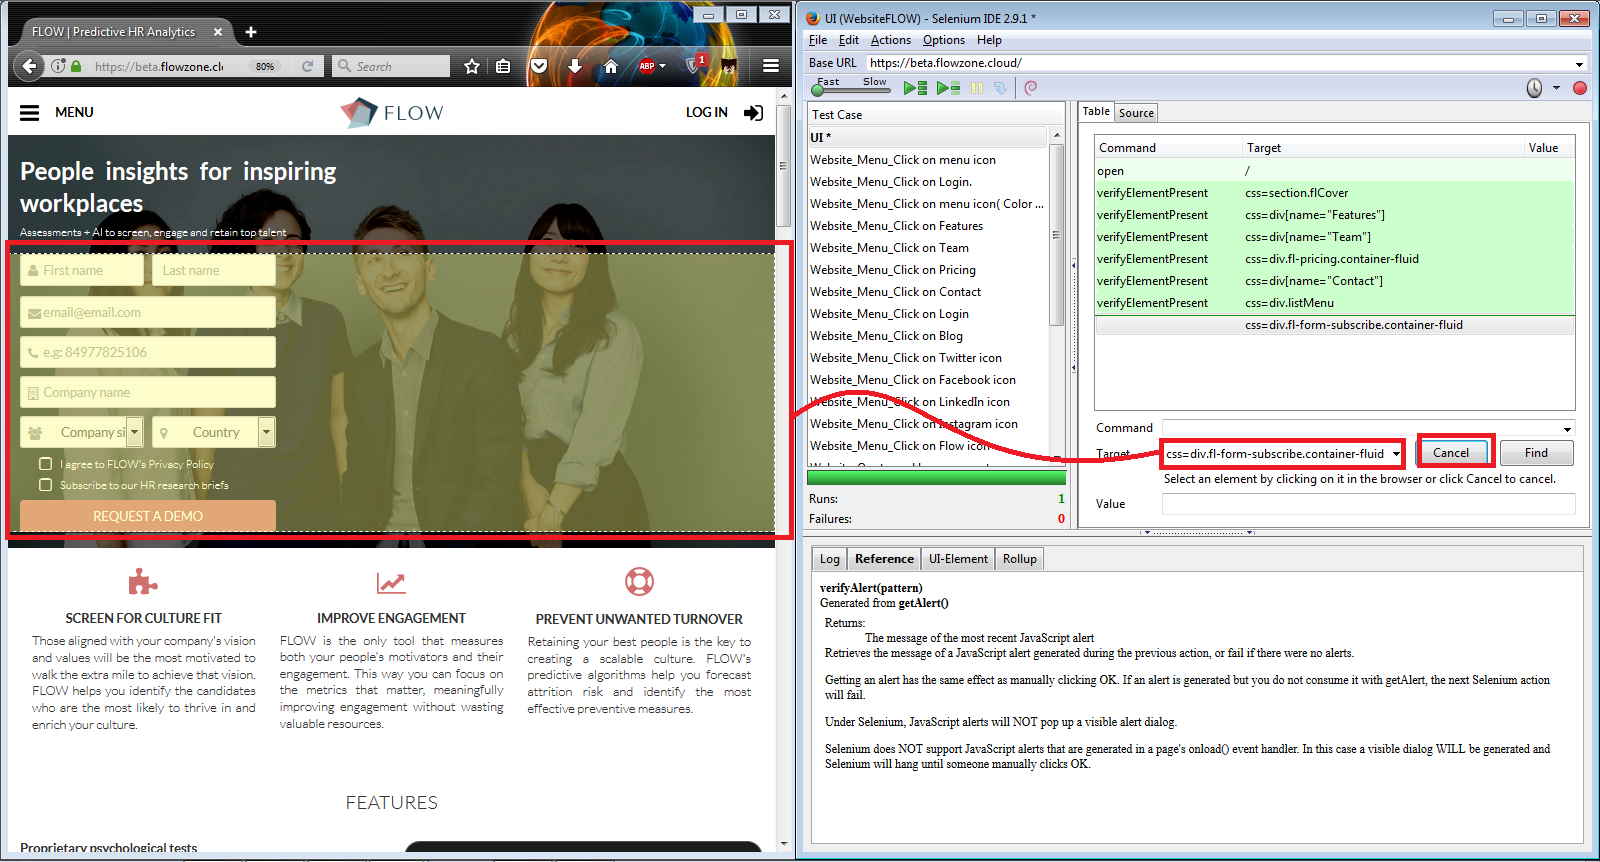 FLOW | Predictive HR Analytics
https://beta.flowzone.cl
80%
Search
ABP
1
MENU
FLOW
LOG IN
People insights for inspiring
workplaces
Assessments + AI to screen, engage and retain top talent
First name
Last name
email@email.com
e.g: 84977825106
Company name
Company si
Country
I agree to FLOW's Privacy Policy
Subscribe to our HR research briefs
REQUEST A DEMO
SCREEN FOR CULTURE FIT
Those aligned with your company's vision
and values will be the most motivated to
walk the extra mile to achieve that vision.
FLOW helps you identify the candidates
who are the most likely to thrive in and
enrich your culture.
IMPROVE ENGAGEMENT
FLOW is the only tool that measures
both your people's motivators and their
engagement. This way you can focus on
the metrics that matter, meaningfully
improving engagement without wasting
valuable resources.
PREVENT UNWANTED TURNOVER
Retaining your best people is the key to
creating a scalable culture. FLOW's
predictive algorithms help you forecast
attrition risk and identify the most
effective preventive measures.
FEATURES
Proprietary psychological tests
UI (WebsiteFLOW) - Selenium IDE 2.9.1 *
File Edit Actions Options Help
Base URL https://beta.flowzone.cloud/
Fast Slow
Test Case
UI *
Website_Menu_Click on menu icon
Website_Menu_Click on Login.
Website_Menu_Click on menu icon( Color ...
Website_Menu_Click on Features
Website_Menu_Click on Team
Website_Menu_Click on Pricing
Website_Menu_Click on Contact
Website_Menu_Click on Login
Website_Menu_Click on Blog
Website_Menu_Click on Twitter icon
Website_Menu_Click on Facebook icon
Website_Menu_Click on LinkedIn icon
Website_Menu_Click on Instagram icon
Website_Menu_Click on Flow icon
Runs: 1
Failures: 0
Table Source
Command Target Value
open /
verifyElementPresent css=section.flCover
verifyElementPresent css=div[name="Features"]
verifyElementPresent css=div[name="Team"]
verifyElementPresent css=div.fl-pricing.container-fluid
verifyElementPresent css=div[name="Contact"]
verifyElementPresent css=div.listMenu
css=div.fl-form-subscribe.container-fluid
Command
Target css=div.fl-form-subscribe.container-fluid Cancel Find
Select an element by clicking on it in the browser or click Cancel to cancel.
Value
Log Reference UI-Element Rollup
verifyAlert(pattern)
Generated from getAlert()
Returns:
The message of the most recent JavaScript alert
Retrieves the message of a JavaScript alert generated during the previous action, or fail if there were no alerts.
Getting an alert has the same effect as manually clicking OK. If an alert is generated but you do not consume it with getAlert, the next Selenium action
will fail.
Under Selenium, JavaScript alerts will NOT pop up a visible alert dialog.
Selenium does NOT support JavaScript alerts that are generated in a page's onload() event handler. In this case a visible dialog WILL be generated and
Selenium will hang until someone manually clicks OK.